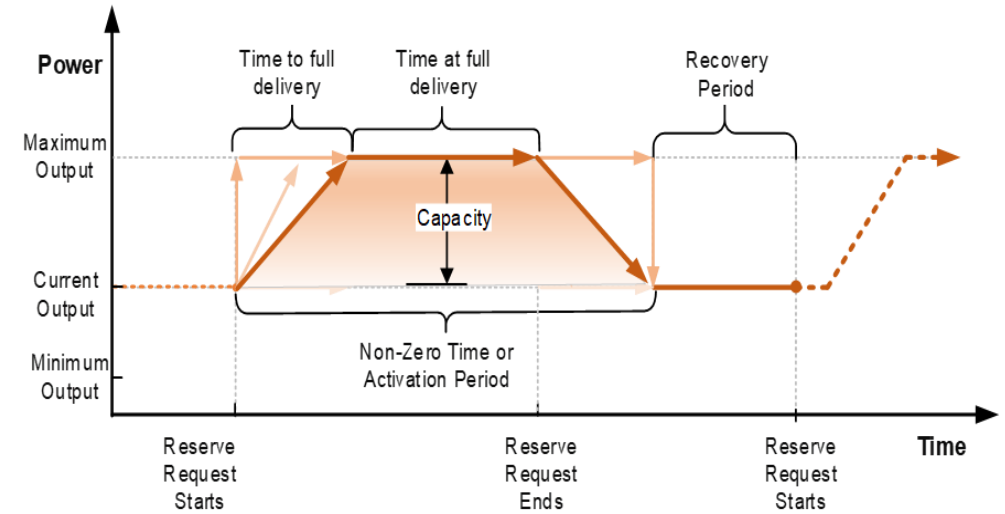 Power
Time to full
delivery
Time at full
delivery
Recovery
Period
Maximum
Output
Capacity
Current
Output
Non-Zero Time or
Activation Period
Minimum
Output
Reserve
Request
Starts
Reserve
Request
Ends
Reserve
Request
Starts
Time